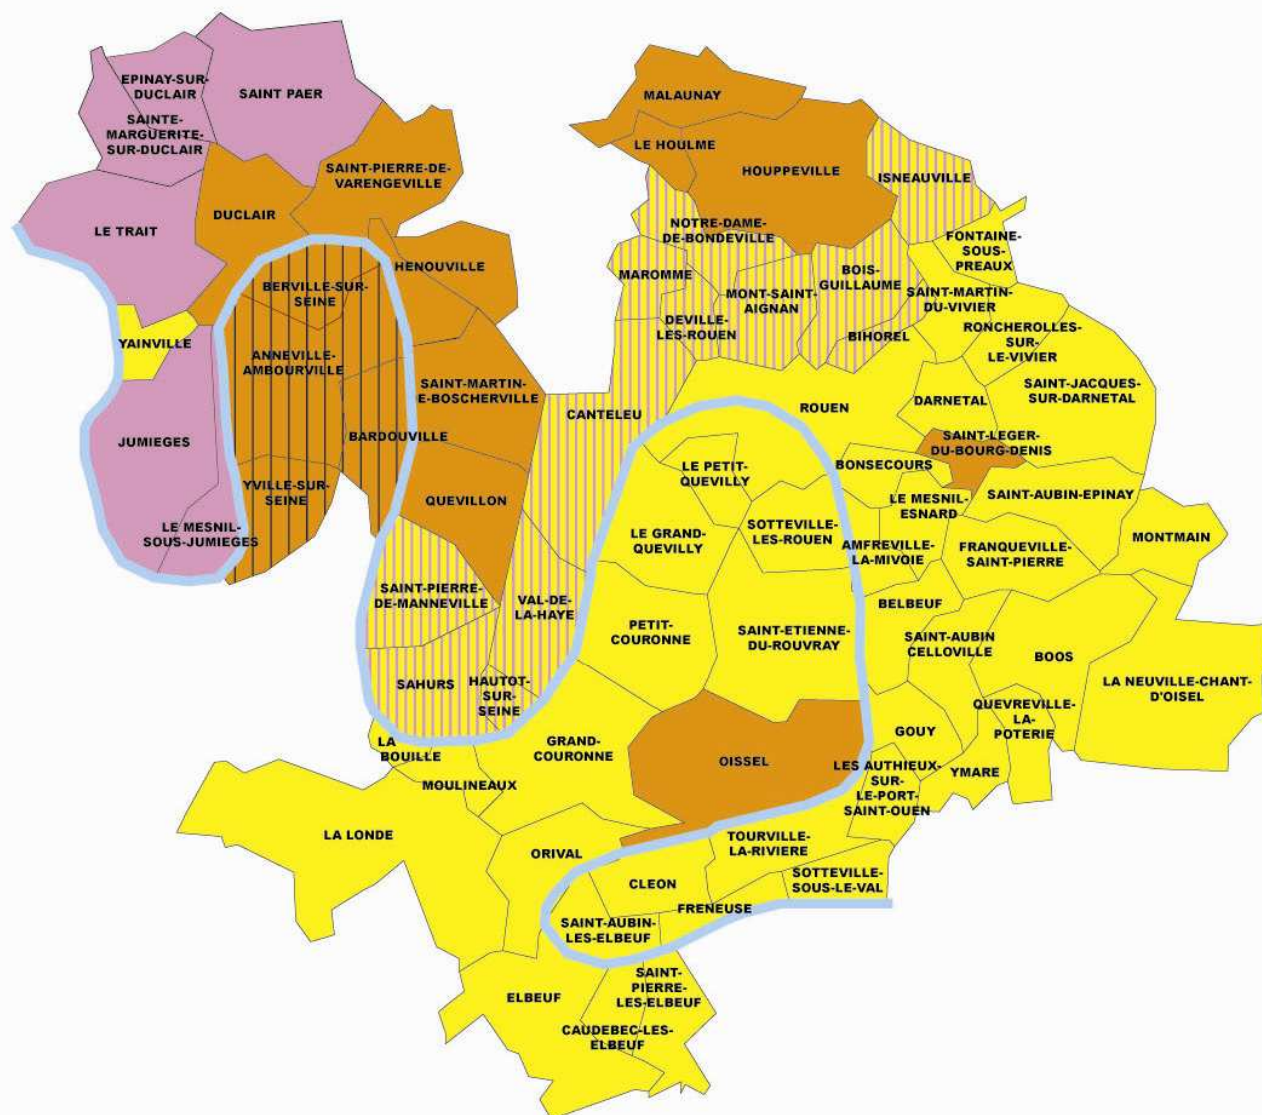 EPINAY-SUR-
DUCLAIR
SAINT PAER
SAINTE-
MARGUERITE-
SUR-DUCLAIR
LE TRAIT
DUCLAIR
SAINT-PIERRE-DE-
VARENGEVILLE
HENOUVILLE
BERVILLE-SUR-
SEINE
YAINVILLE
ANNEVILLE-
AMBOURVILLE
SAINT-MARTIN-
E-BOSCHERVILLE
JUMIEGES
BARDOUVILLE
YVILLE-SUR-
SEINE
QUEVILLON
LE MESNIL-
SOUS-JUMIEGES
MALAUNAY
LE HOULME
HOUPPEVILLE
ISNEAUVILLE
NOTRE-DAME-
DE-BONDEVILLE
FONTAINE-
SOUS-
PREAUX
MAROMME
MONT-SAINT-
AIGNAN
BOIS-
GUILLAUME
SAINT-MARTIN-
DU-VIVIER
DEVILLE-
LES-ROUEN
BIHOREL
RONCHEROLLES-
SUR-
LE-VIVIER
CANTELEU
ROUEN
DARNETAL
SAINT-JACQUES-
SUR-DARNETAL
SAINT-LEGER-
DU-BOURG-DENIS
LE PETIT-
QUEVILLY
BONSECOURS
LE MESNIL-
ESNARD
SAINT-AUBIN-EPINAY
LE GRAND-
QUEVILLY
SOTTEVILLE-
LES-ROUEN
AMFREVILLE-
LA-MIVOIE
FRANQUEVILLE-
SAINT-PIERRE
MONTMAIN
SAINT-PIERRE-
DE-MANNEVILLE
VAL-DE-
LA-HAYE
PETIT-
COURONNE
SAINT-ETIENNE-
DU-ROUVRAY
BELBEUF
SAINT-AUBIN
CELLOVILLE
BOOS
LA NEUVILLE-CHANT-
D'OISEL
SAHURS
HAUTOT-
SUR-
SEINE
QUEVREVILLE-
LA-
POTERIE
LA
BOUILLE
GRAND-
COURONNE
OISSEL
GOUY
LES AUTHIEUX-
SUR-
LE-PORT-
SAINT-OUEN
YMARE
MOULINEAUX
LA LONDE
ORIVAL
TOURVILLE-
LA-RIVIERE
CLEON
SOTTEVILLE-
SOUS-LE-VAL
FRENEUSE
SAINT-AUBIN-
LES-ELBEUF
ELBEUF
SAINT-
PIERRE-
LES-ELBEUF
CAUDEBEC-LES-
ELBEUF